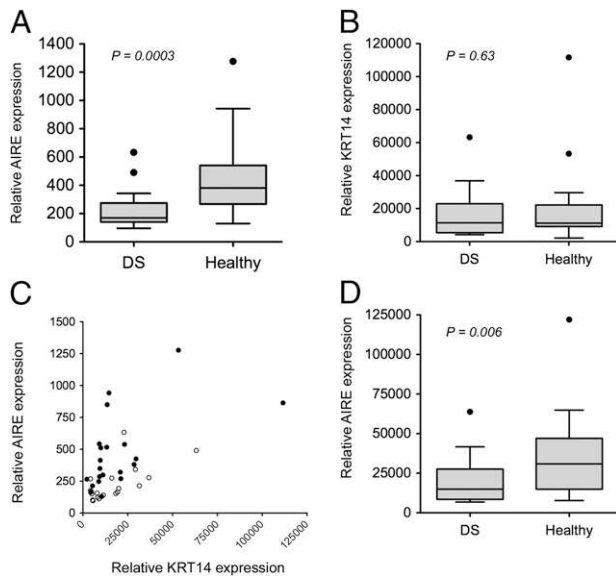 A
Relative AIRE expression
1400
1200
1000
800
600
400
200
0
P = 0.0003
DS Healthy
B
Relative KRT14 expression
120000
100000
80000
60000
40000
20000
0
P = 0.63
DS Healthy
C
Relative AIRE expression
1500
1250
1000
750
500
250
0
0 25000 50000 75000 100000 125000
Relative KRT14 expression
D
Relative AIRE expression
125000
100000
75000
50000
25000
0
P = 0.006
DS Healthy